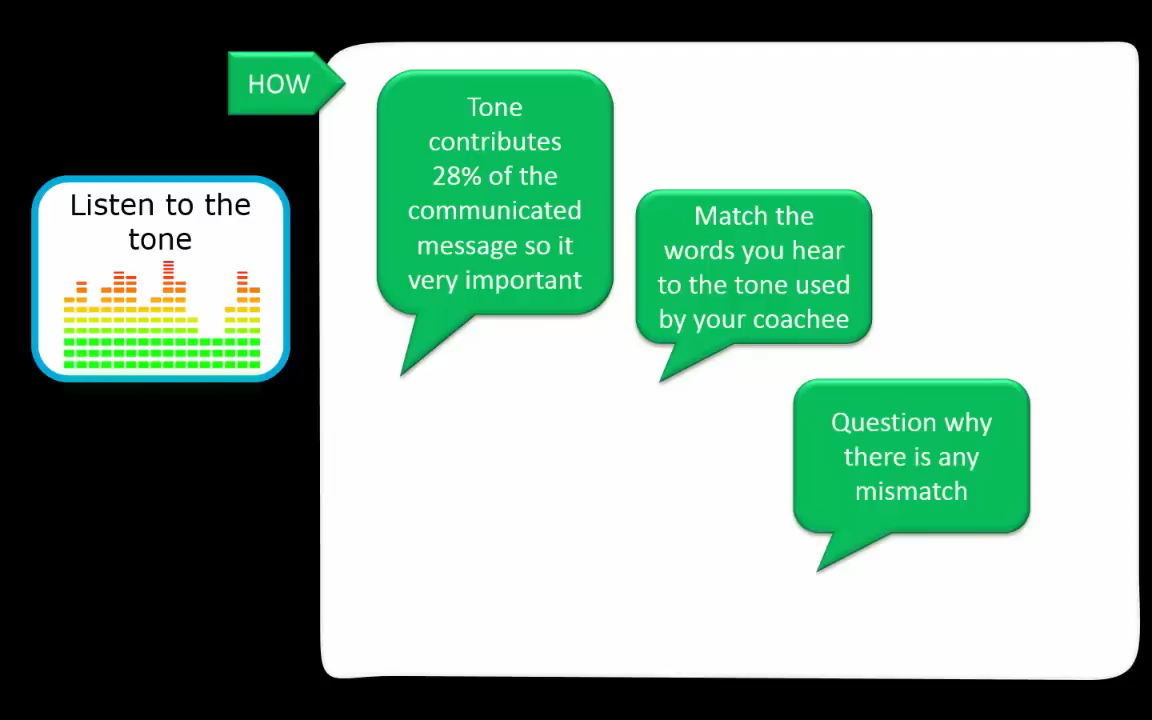 HOW
Listen to the
tone
Tone
contributes
28% of the
communicated
message so it
very important
Match the
words you hear
to the tone used
by your coachee
Question why
there is any
mismatch